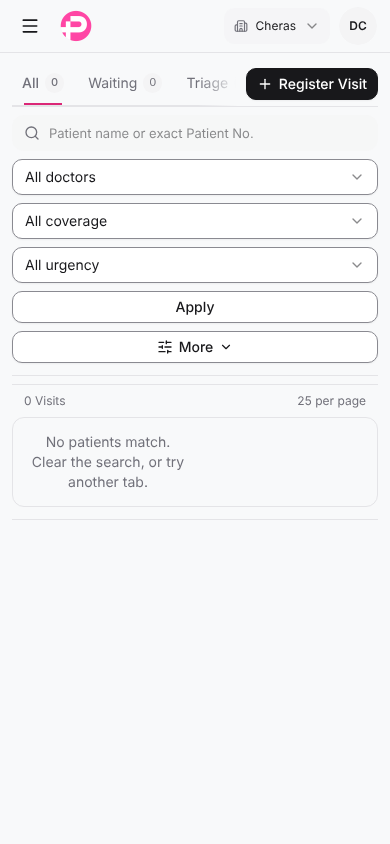 Cheras
DC
All 0
Waiting 0
Triage
Register Visit
Patient name or exact Patient No.
All doctors
All coverage
All urgency
Apply
More
0 Visits
25 per page
No patients match.
Clear the search, or try
another tab.